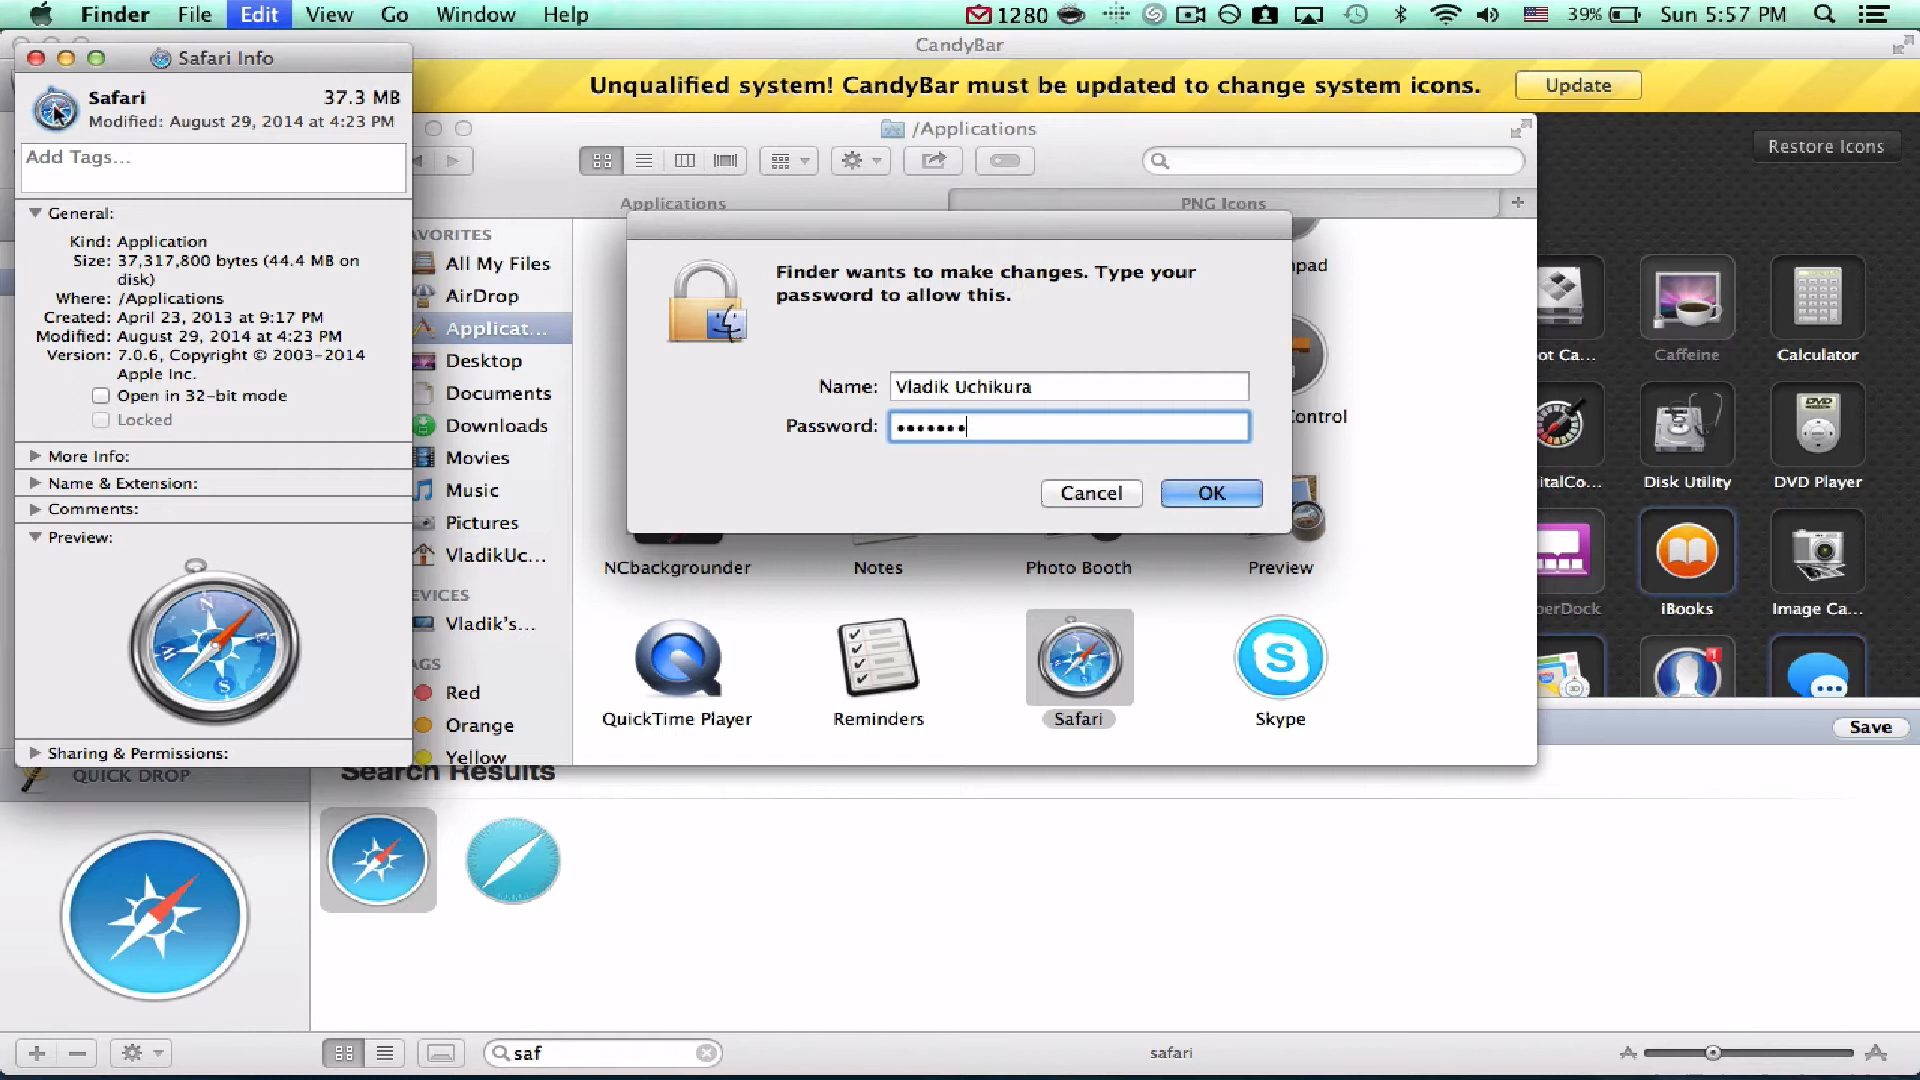 Finder File Edit View Go Window Help 1280 39% Sun 5:57 PM
CandyBar
Unqualified system! CandyBar must be updated to change system icons. Update
Restore Icons
Safari Info
Safari 37.3 MB
Modified: August 29, 2014 at 4:23 PM
Add Tags...
General:
Kind: Application
Size: 37,317,800 bytes (44.4 MB on
disk)
Where: /Applications
Created: April 23, 2013 at 9:17 PM
Modified: August 29, 2014 at 4:23 PM
Version: 7.0.6, Copyright © 2003-2014
Apple Inc.
Open in 32-bit mode
Locked
More Info:
Name & Extension:
Comments:
Preview:
Sharing & Permissions:
/Applications
Applications PNG Icons
AVORITES
All My Files
AirDrop
Applicat...
Desktop
Documents
Downloads
Movies
Music
Pictures
VladikUc...
EVICES
Vladik's...
AGS
Red
Orange
Yellow
Finder wants to make changes. Type your
password to allow this.
Name: Vladik Uchikura
Password: •••••••
Cancel OK
npad
Control
NCbackgrounder Notes Photo Booth Preview
QuickTime Player Reminders Safari Skype
ot Ca... Caffeine Calculator
italCo... Disk Utility DVD Player
DVD
perDock iBooks Image Ca...
Save
QUICK DROP
Search Results
saf
safari